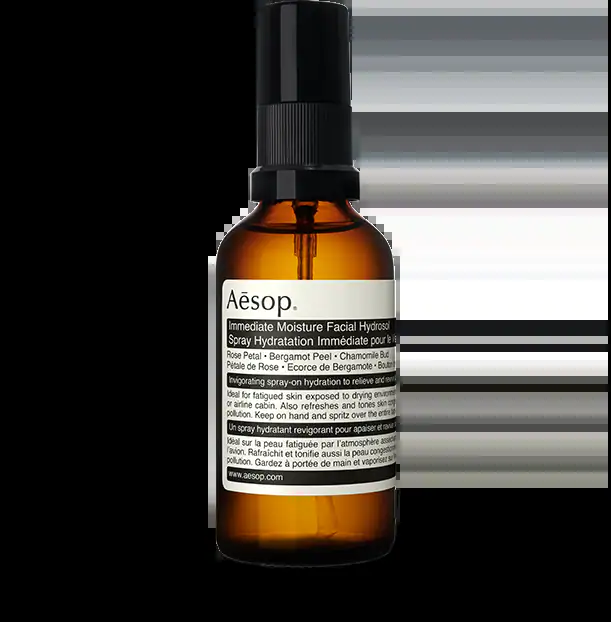 Aēsop®
Immediate Moisture Facial Hydrosol
Spray Hydratation Immédiate pour le
Rose Petal • Bergamot Peel • Chamomile Bud
Pétale de Rose • Ecorce de Bergamote •
Invigorating spray-on hydration to relieve and
Ideal for fatigued skin exposed to drying
or airline cabin. Also refreshes and tones skin
pollution. Keep on hand and spritz over the entire
Un spray hydratant revigorant pour apaiser et
Idéal sur la peau fatiguée par l'atmosphère
l'avion. Rafraîchit et tonifie aussi la peau
pollution. Gardez à portée de main et vaporisez
www.aesop.com